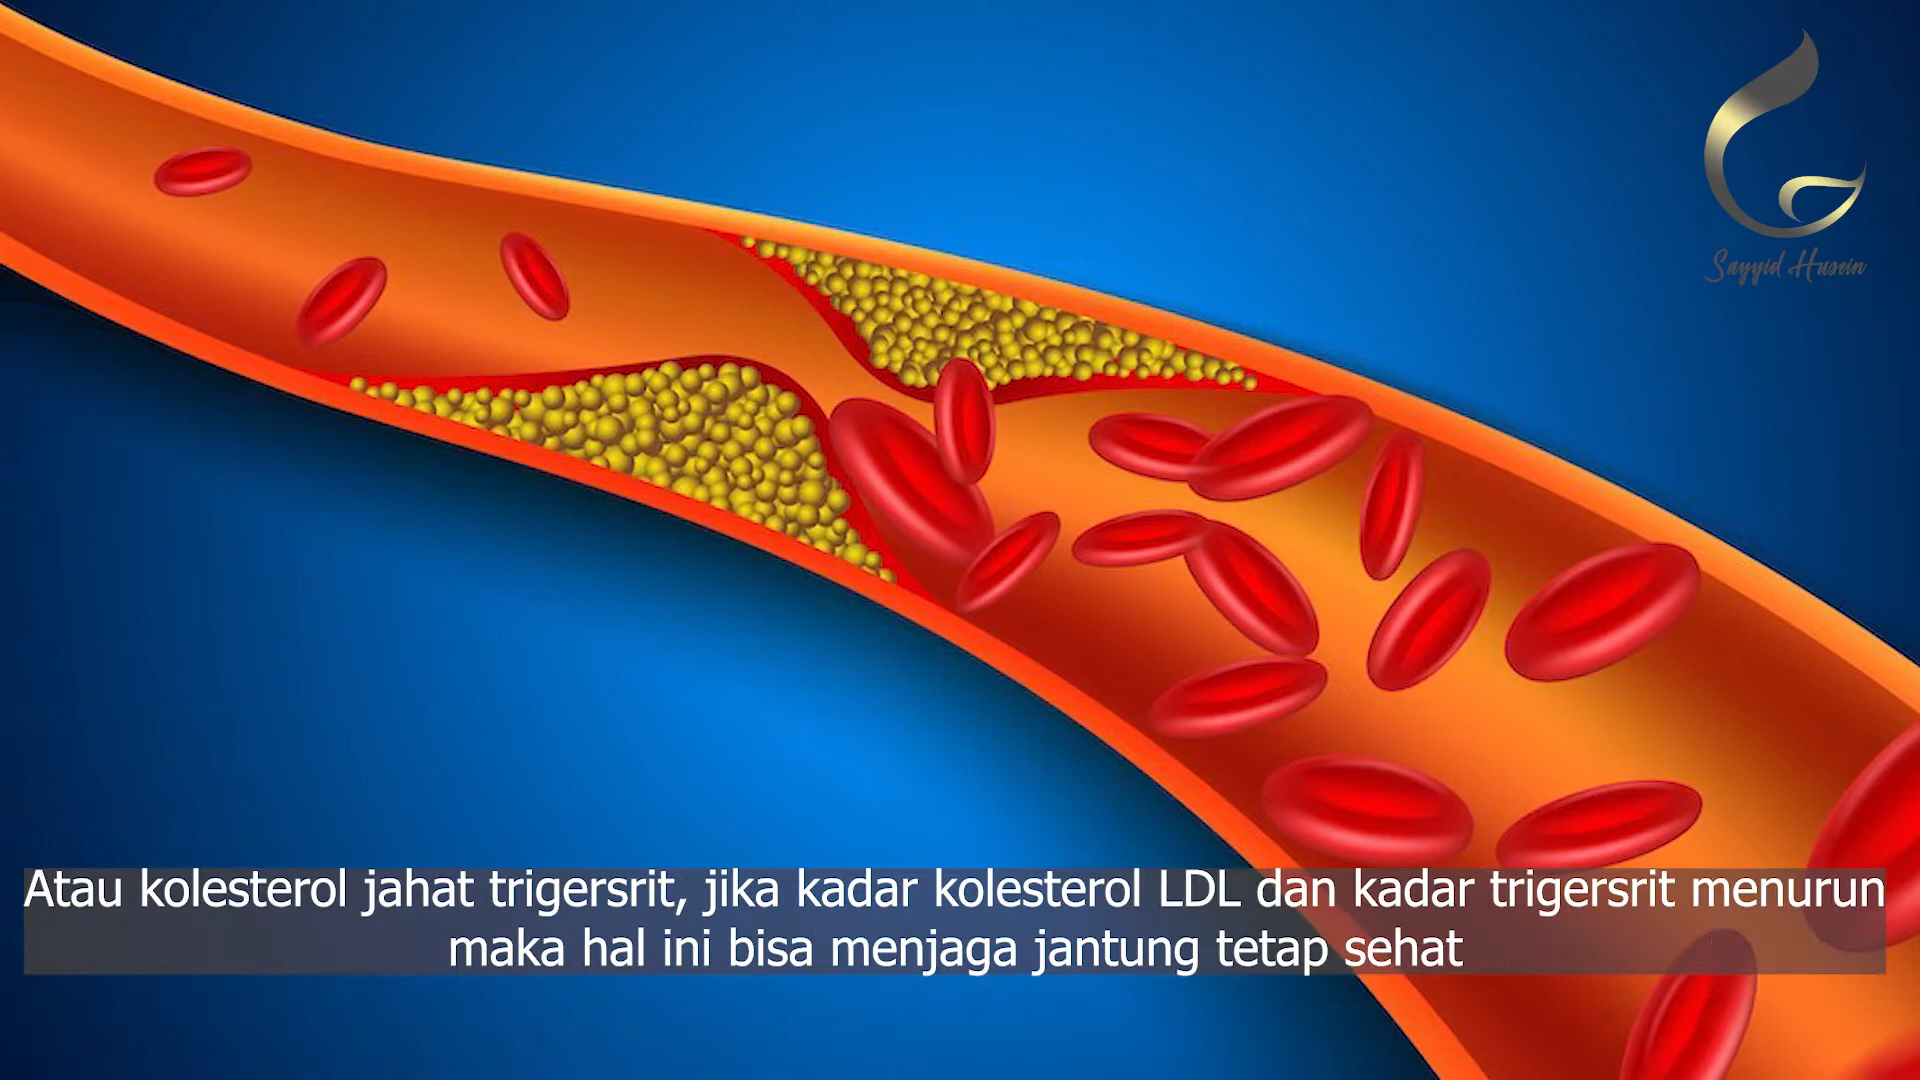 Sayyid Husein
Atau kolesterol jahat trigersrit, jika kadar kolesterol LDL dan kadar trigersrit menurun
maka hal ini bisa menjaga jantung tetap sehat